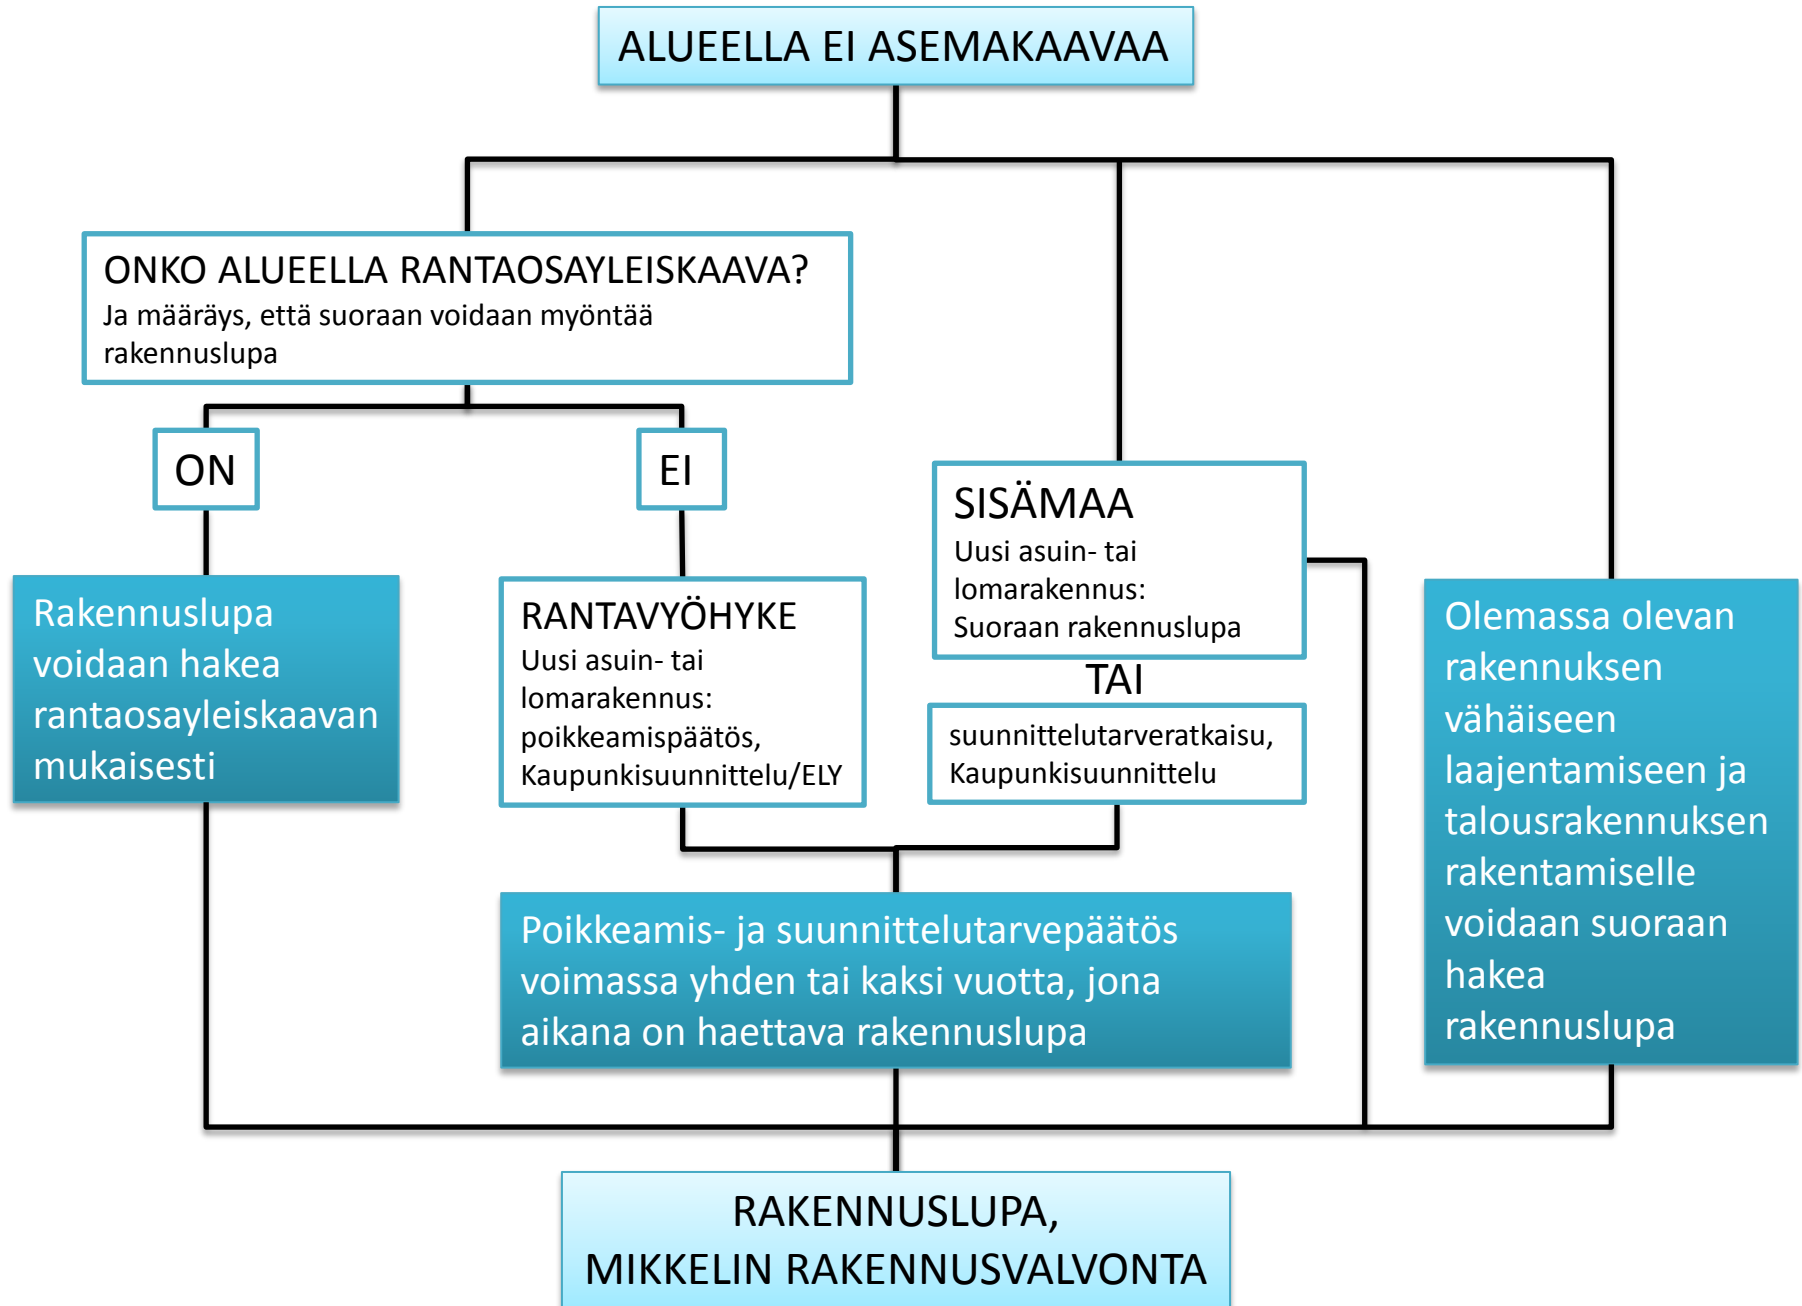 ALUEELLA EI ASEMAKAAVAA
ONKO ALUEELLA RANTAOSAYLEISKAAVA?
Ja määräys, että suoraan voidaan myöntää
rakennuslupa
ON
EI
Rakennuslupa
voidaan hakea
rantaosayleiskaavan
mukaisesti
RANTAVYÖHYKE
Uusi asuin- tai
lomarakennus:
poikkeamispäätös,
Kaupunkisuunnittelu/ELY
SISÄMAA
Uusi asuin- tai
lomarakennus:
Suoraan rakennuslupa
TAI
suunnittelutarveratkaisu,
Kaupunkisuunnittelu
Olemassa olevan
rakennuksen
vähäiseen
laajentamiseen ja
talousrakennuksen
rakentamiselle
voidaan suoraan
hakea
rakennuslupa
Poikkeamis- ja suunnittelutarvepäätös
voimassa yhden tai kaksi vuotta, jona
aikana on haettava rakennuslupa
RAKENNUSLUPA,
MIKKELIN RAKENNUSVALVONTA